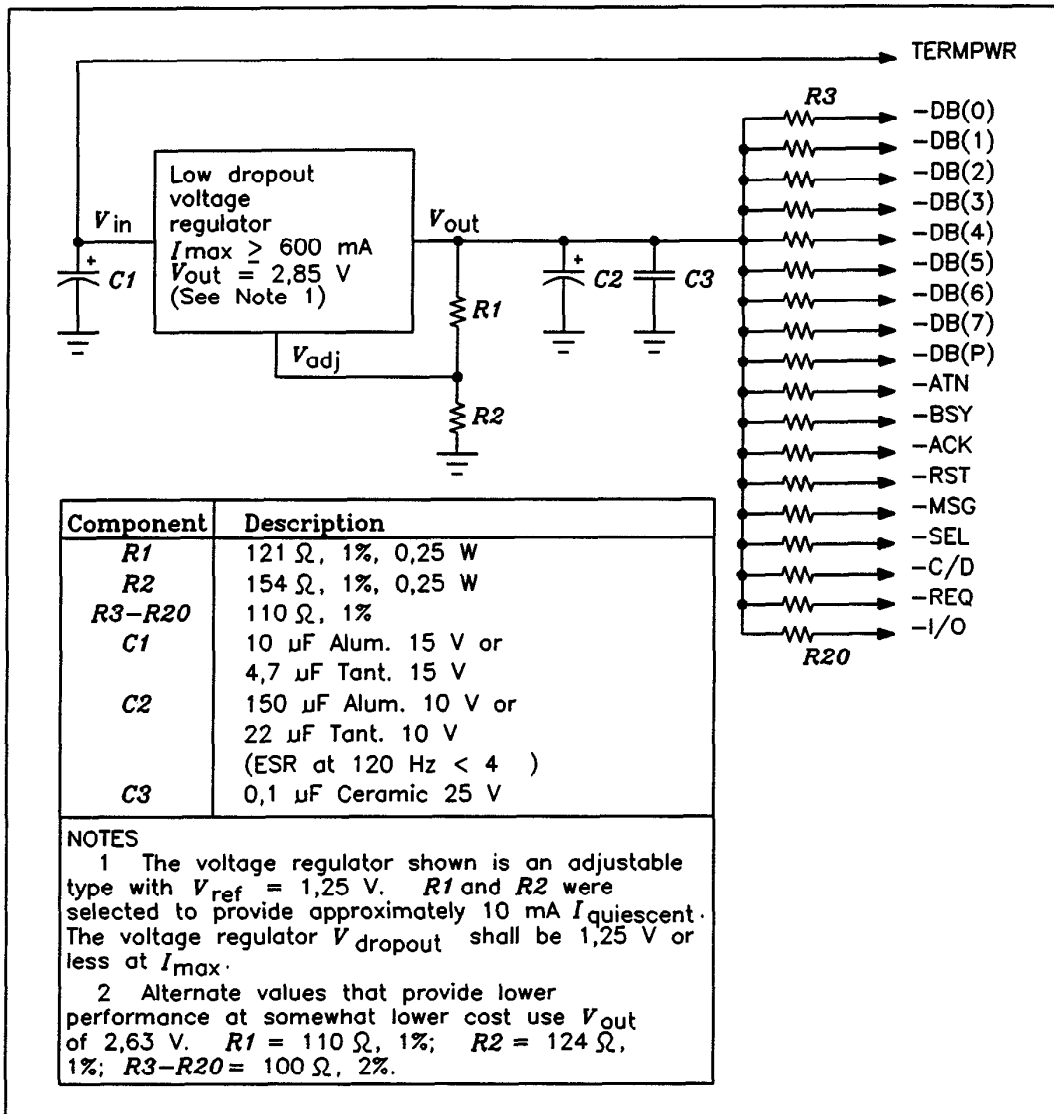 TERMPWR
R3
-DB(0)
-DB(1)
-DB(2)
-DB(3)
-DB(4)
-DB(5)
-DB(6)
-DB(7)
-DB(P)
-ATN
-BSY
-ACK
-RST
-MSG
-SEL
-C/D
-REQ
-I/O
R20
Vin
Low dropout
voltage
regulator
Imax ≥ 600 mA
Vout = 2,85 V
(See Note 1)
Vout
+
C1
Vadj
R1
R2
+
C2
C3
Component Description
R1 121 Ω, 1%, 0,25 W
R2 154 Ω, 1%, 0,25 W
R3-R20 110 Ω, 1%
C1 10 µF Alum. 15 V or
4,7 µF Tant. 15 V
C2 150 µF Alum. 10 V or
22 µF Tant. 10 V
(ESR at 120 Hz < 4 )
C3 0,1 µF Ceramic 25 V
NOTES
1 The voltage regulator shown is an adjustable
type with Vref = 1,25 V. R1 and R2 were
selected to provide approximately 10 mA Iquiescent.
The voltage regulator Vdropout shall be 1,25 V or
less at Imax.
2 Alternate values that provide lower
performance at somewhat lower cost use Vout
of 2,63 V. R1 = 110 Ω, 1%; R2 = 124 Ω,
1%; R3-R20 = 100 Ω, 2%.